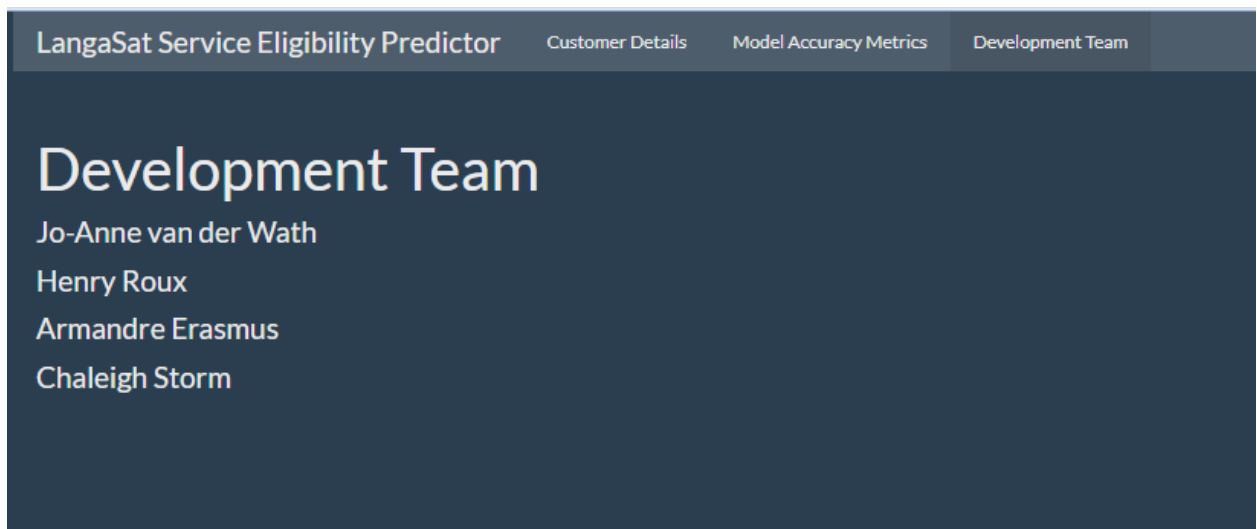 LangaSat Service Eligibility Predictor Customer Details Model Accuracy Metrics Development Team
Development Team
Jo-Anne van der Wath
Henry Roux
Armandre Erasmus
Chaleigh Storm